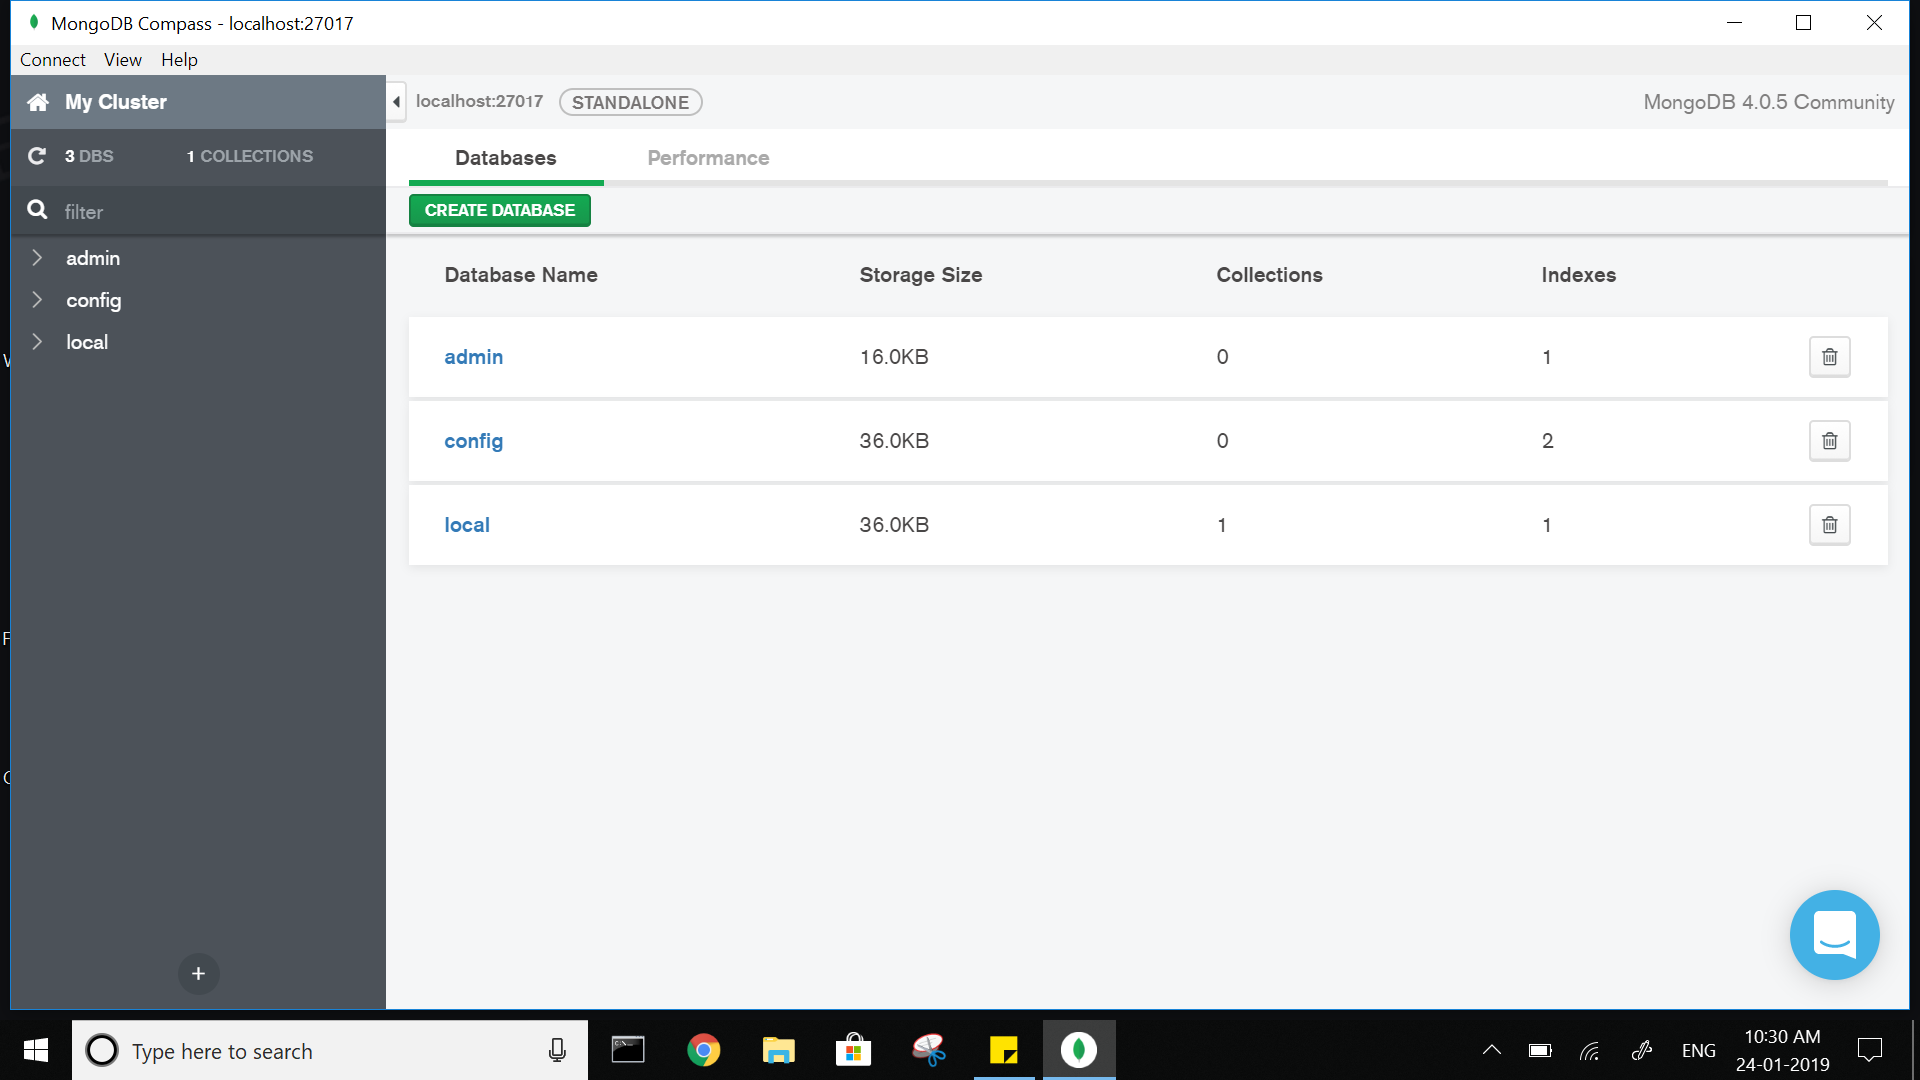 MongoDB Compass - localhost:27017
Connect View Help
My Cluster
localhost:27017 STANDALONE
MongoDB 4.0.5 Community
3 DBS 1 COLLECTIONS
Databases Performance
filter
CREATE DATABASE
admin
config
local
Database Name Storage Size Collections Indexes
admin 16.0KB 0 1
config 36.0KB 0 2
local 36.0KB 1 1
Type here to search
ENG
10:30 AM
24-01-2019